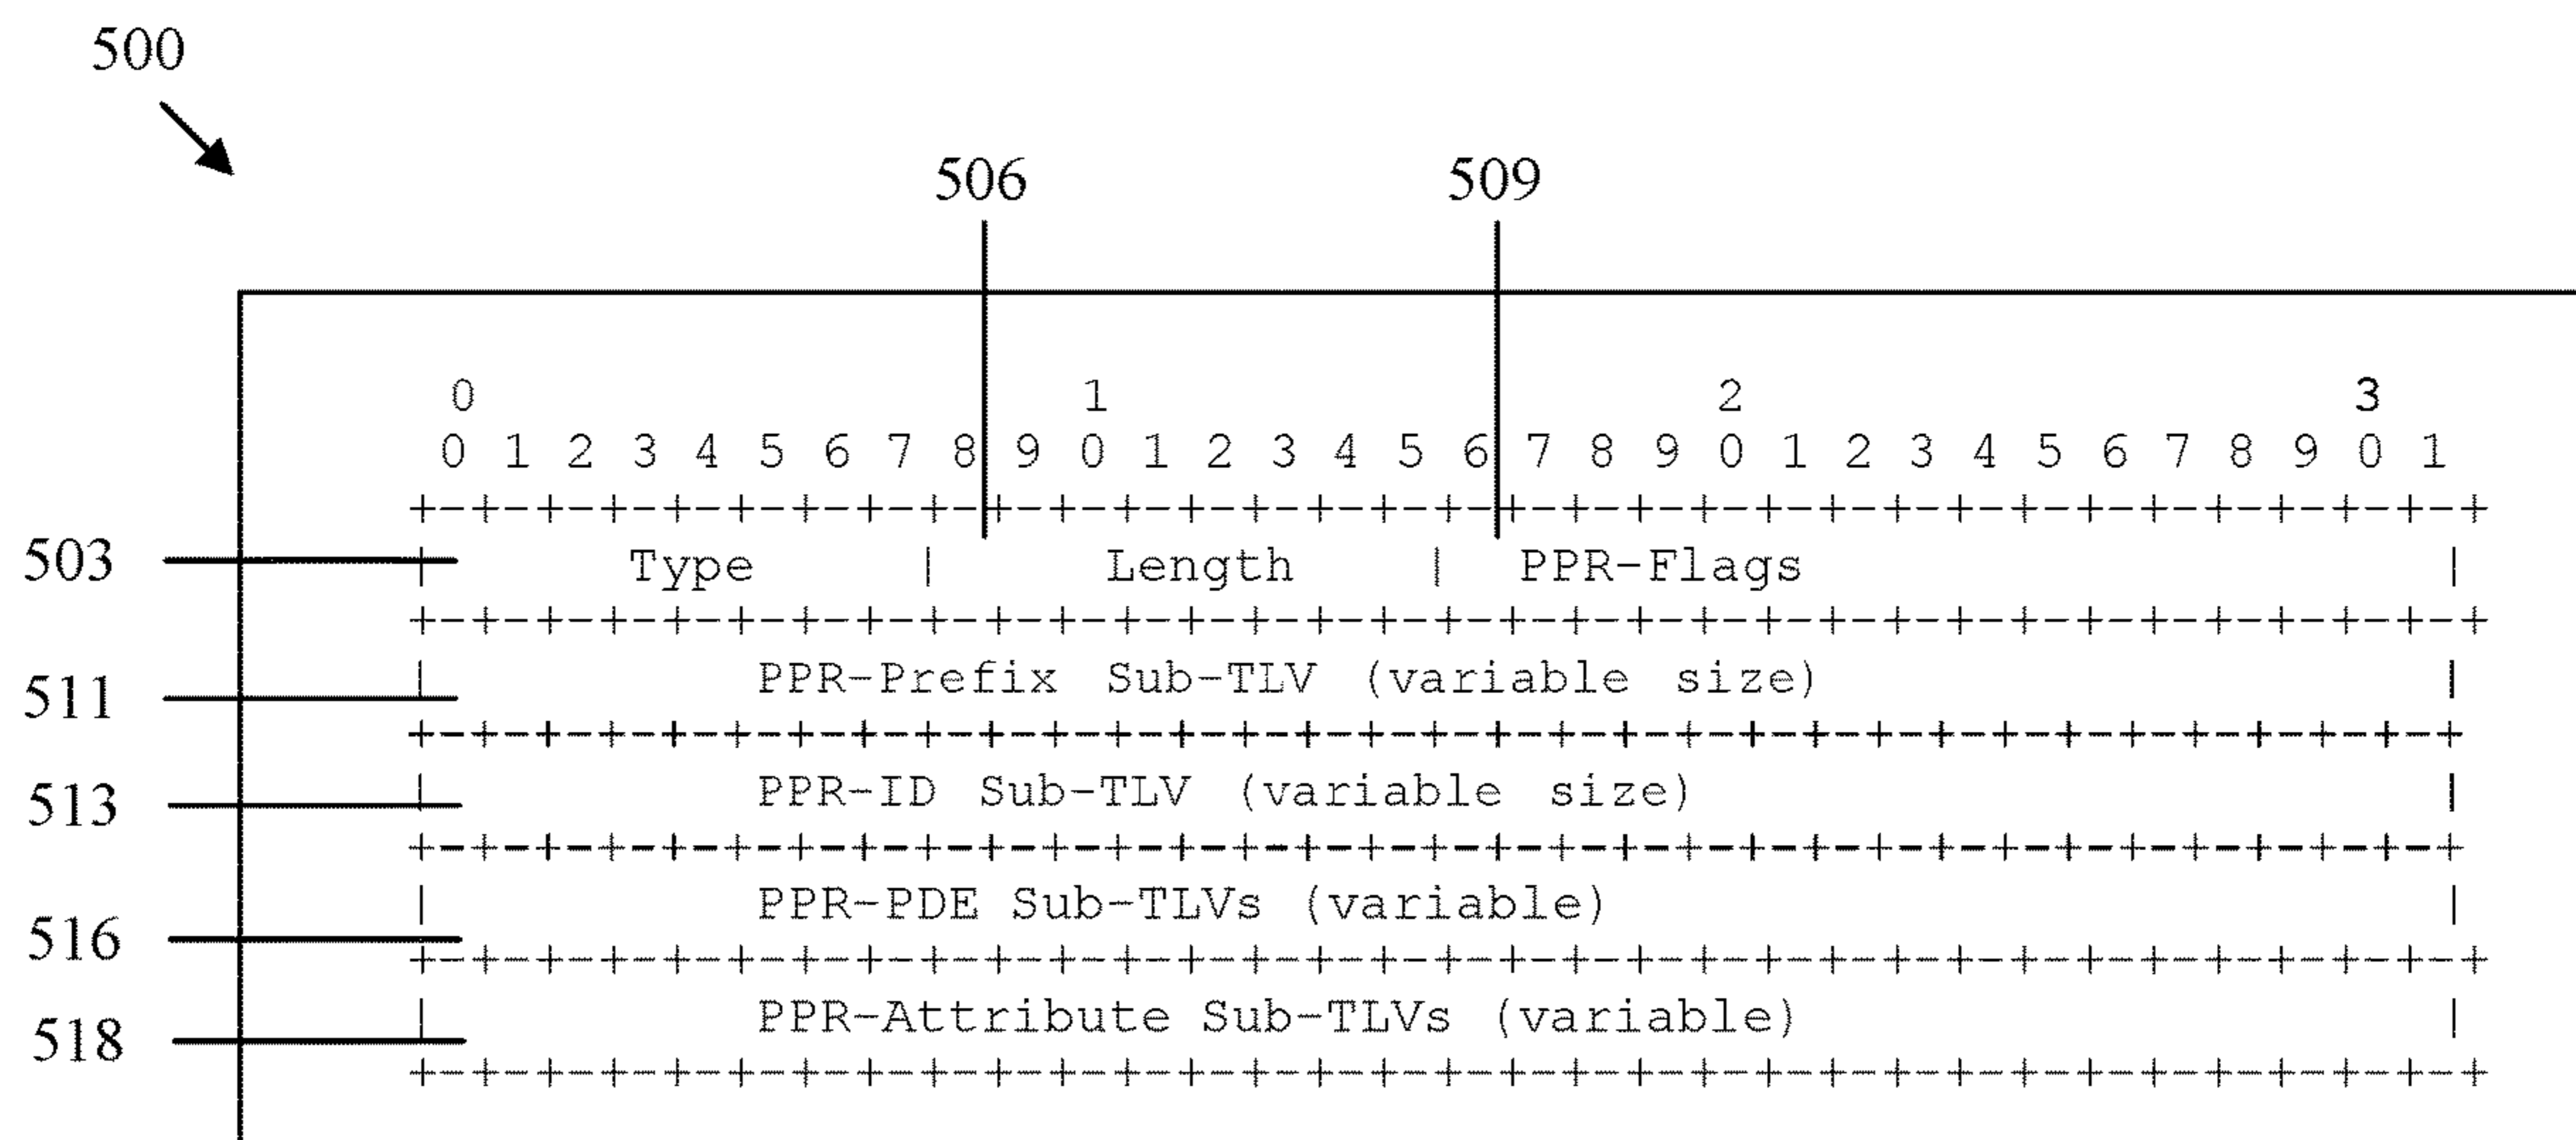 500
506 509
0 1 2 3
0 1 2 3 4 5 6 7 8 9 0 1 2 3 4 5 6 7 8 9 0 1 2 3 4 5 6 7 8 9 0 1
+-+-+-+-+-+-+-+-+-+-+-+-+-+-+-+-+-+-+-+-+-+-+-+-+-+-+-+-+-+-+-+-+
503 | Type | Length | PPR-Flags |
+-+-+-+-+-+-+-+-+-+-+-+-+-+-+-+-+-+-+-+-+-+-+-+-+-+-+-+-+-+-+-+-+
511 | PPR-Prefix Sub-TLV (variable size) |
+-+-+-+-+-+-+-+-+-+-+-+-+-+-+-+-+-+-+-+-+-+-+-+-+-+-+-+-+-+-+-+-+
513 | PPR-ID Sub-TLV (variable size) |
+-+-+-+-+-+-+-+-+-+-+-+-+-+-+-+-+-+-+-+-+-+-+-+-+-+-+-+-+-+-+-+-+
516 | PPR-PDE Sub-TLVs (variable) |
+-+-+-+-+-+-+-+-+-+-+-+-+-+-+-+-+-+-+-+-+-+-+-+-+-+-+-+-+-+-+-+-+
518 | PPR-Attribute Sub-TLVs (variable) |
+-+-+-+-+-+-+-+-+-+-+-+-+-+-+-+-+-+-+-+-+-+-+-+-+-+-+-+-+-+-+-+-+